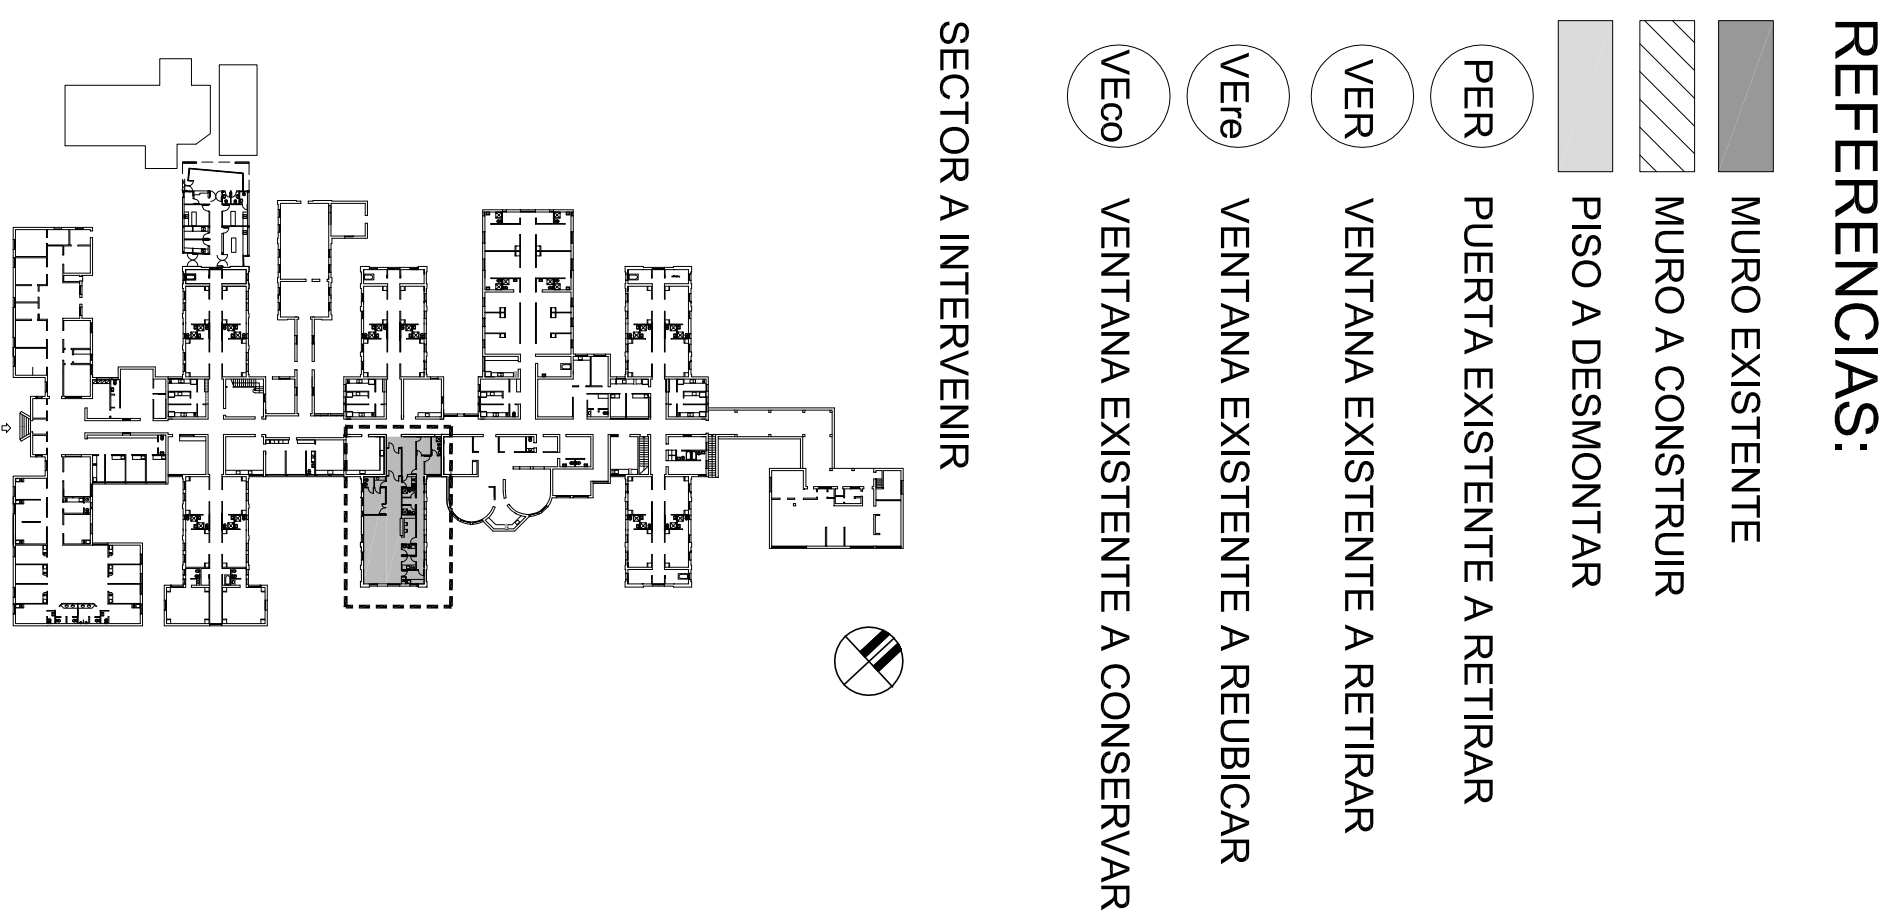 REFERENCIAS:
MURO EXISTENTE
MURO A CONSTRUIR
PISO A DESMONTAR
PER PUERTA EXISTENTE A RETIRAR
VER VENTANA EXISTENTE A RETIRAR
VEre VENTANA EXISTENTE A REUBICAR
VEco VENTANA EXISTENTE A CONSERVAR
SECTOR A INTERVENIR